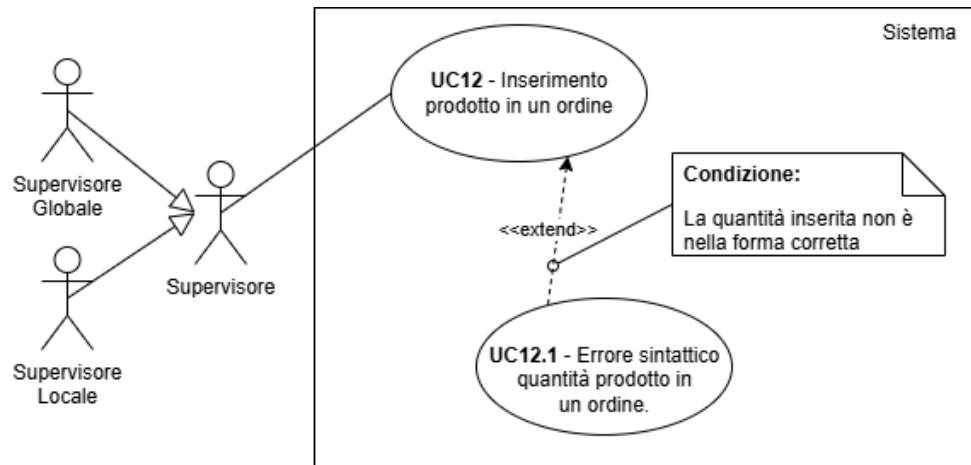 Sistema
UC12 - Inserimento
prodotto in un ordine
Supervisore
Globale
Supervisore
Supervisore
Locale
<<extend>>
Condizione:
La quantità inserita non è
nella forma corretta
UC12.1 - Errore sintattico
quantità prodotto in
un ordine.